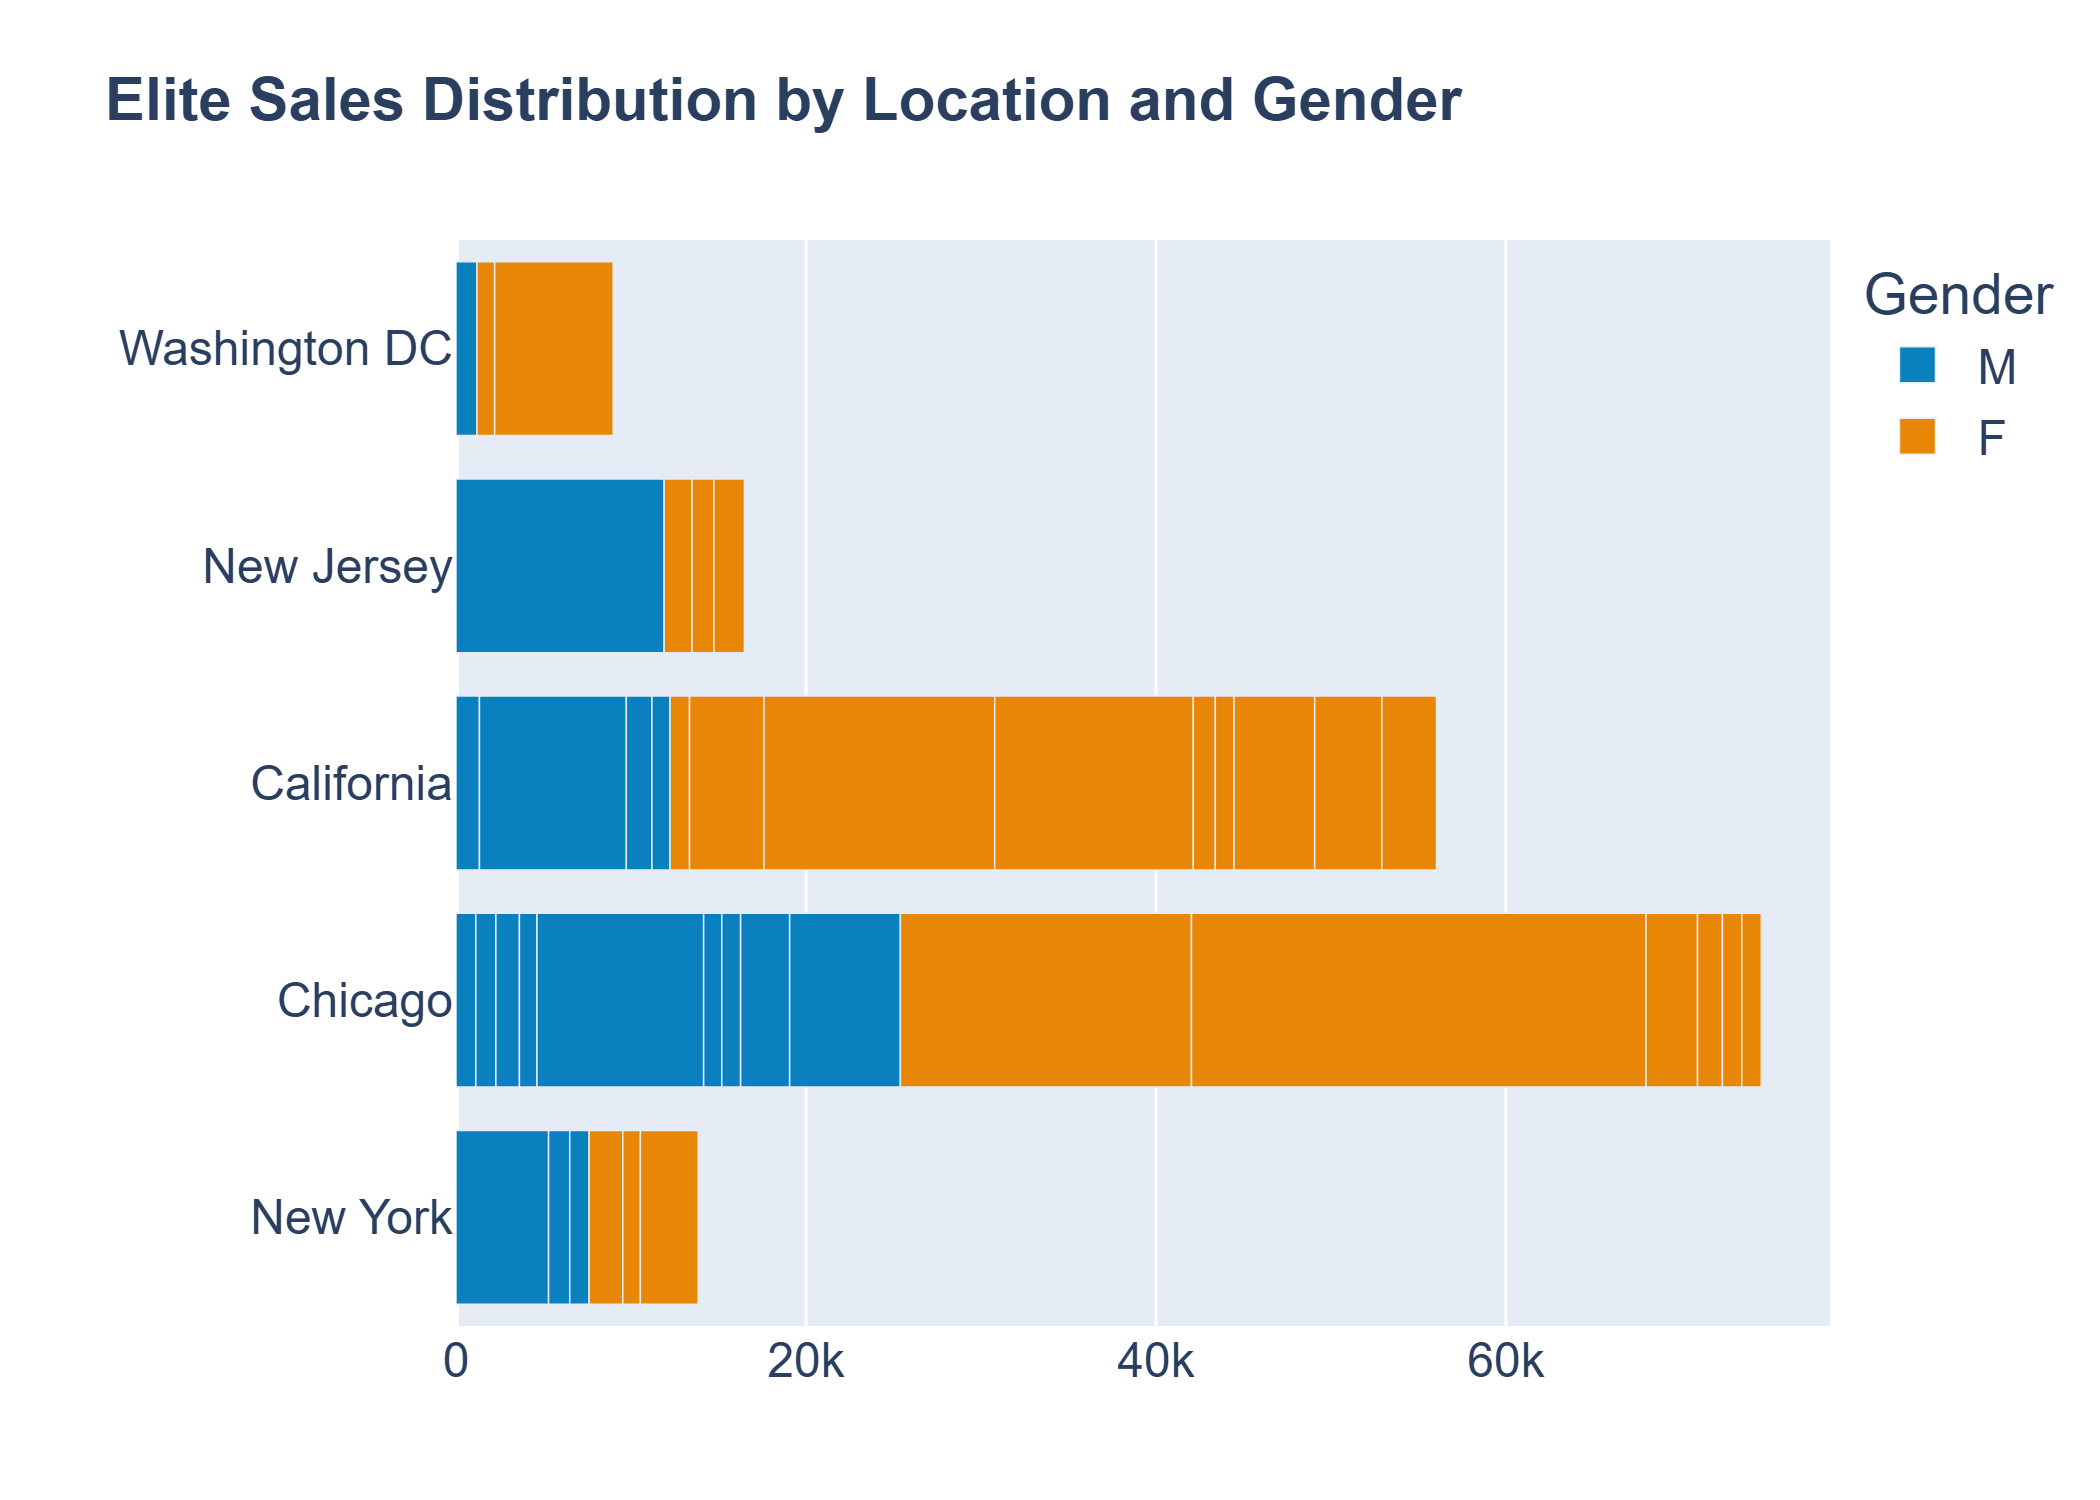 Elite Sales Distribution by Location and Gender
Gender
M
F
Washington DC
New Jersey
California
Chicago
New York
0 20k 40k 60k